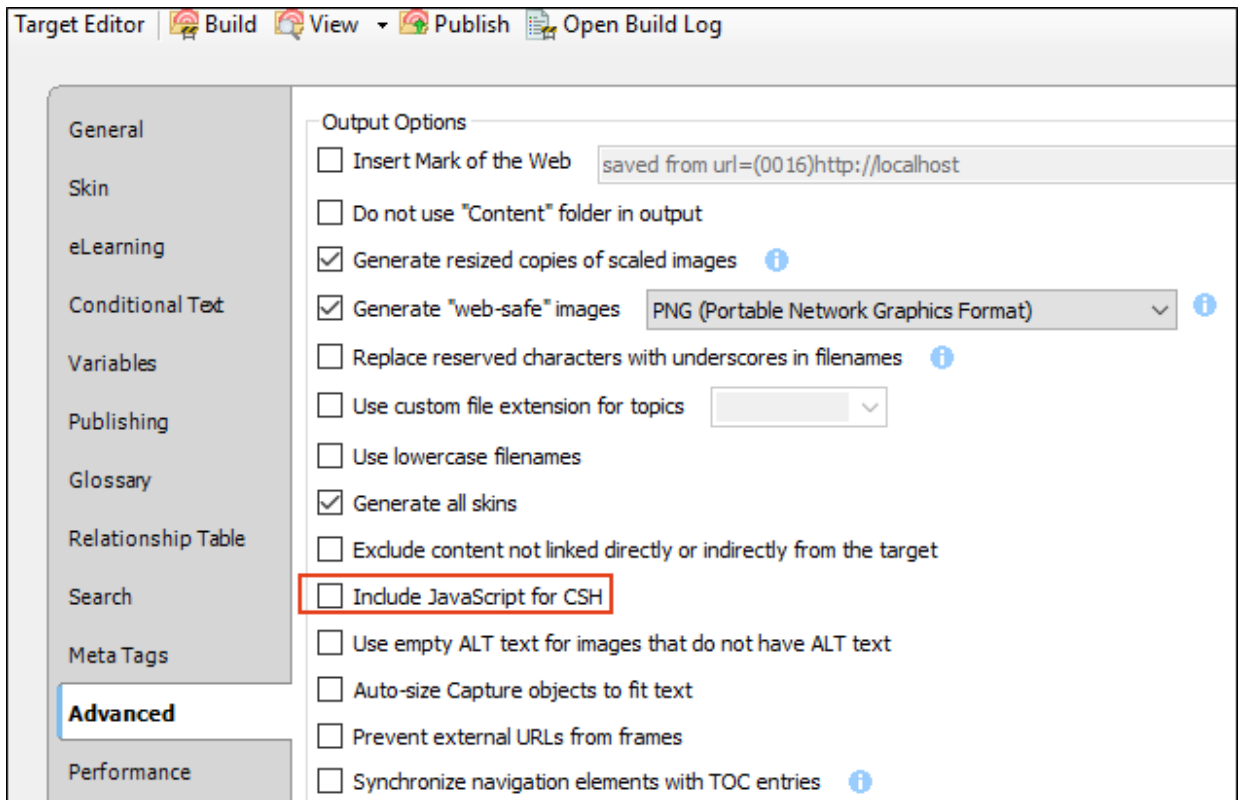 Target Editor Build View Publish Open Build Log
General
Skin
eLearning
Conditional Text
Variables
Publishing
Glossary
Relationship Table
Search
Meta Tags
Advanced
Performance
Output Options
Insert Mark of the Web saved from url=(0016)http://localhost
Do not use "Content" folder in output
Generate resized copies of scaled images
Generate "web-safe" images PNG (Portable Network Graphics Format)
Replace reserved characters with underscores in filenames
Use custom file extension for topics
Use lowercase filenames
Generate all skins
Exclude content not linked directly or indirectly from the target
Include JavaScript for CSH
Use empty ALT text for images that do not have ALT text
Auto-size Capture objects to fit text
Prevent external URLs from frames
Synchronize navigation elements with TOC entries